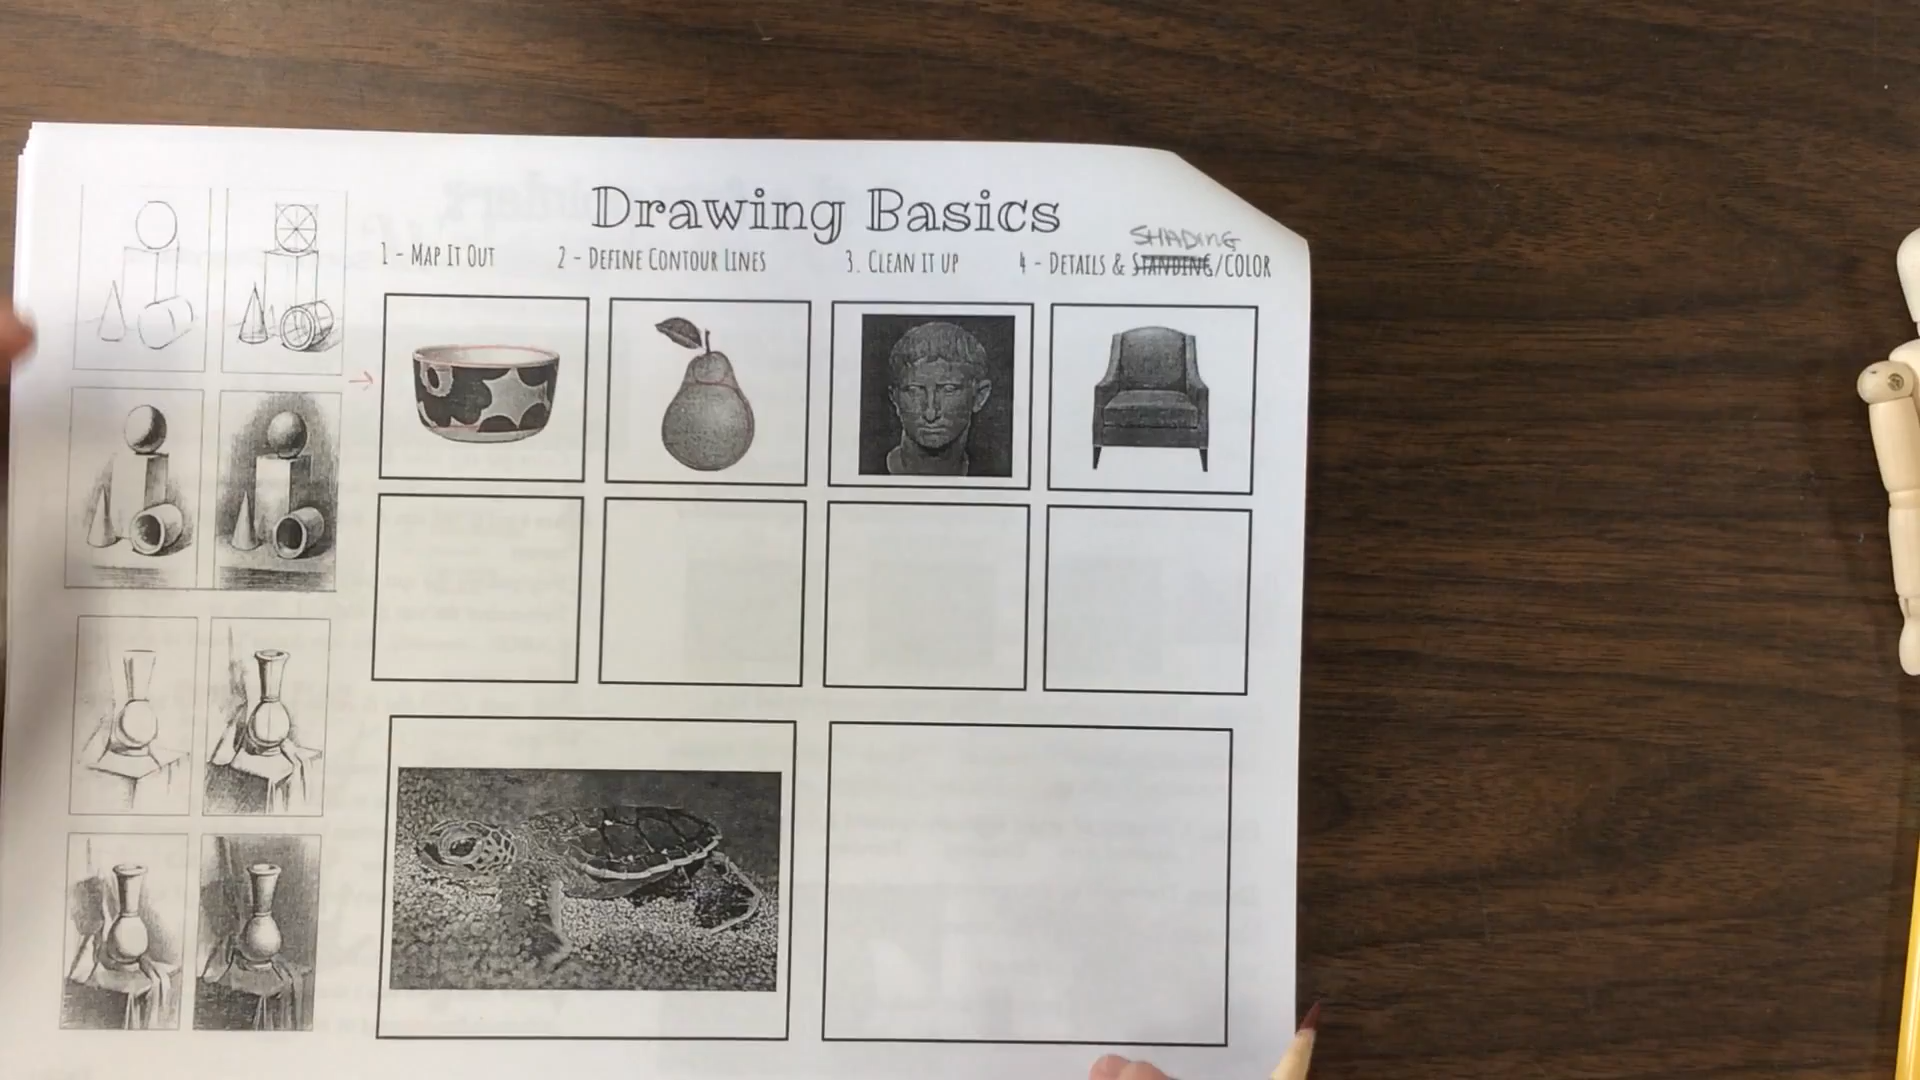 Drawing Basics
SHADING
1 - MAP IT OUT 2 - DEFINE CONTOUR LINES 3. CLEAN IT UP 4 - DETAILS & STANDING/COLOR